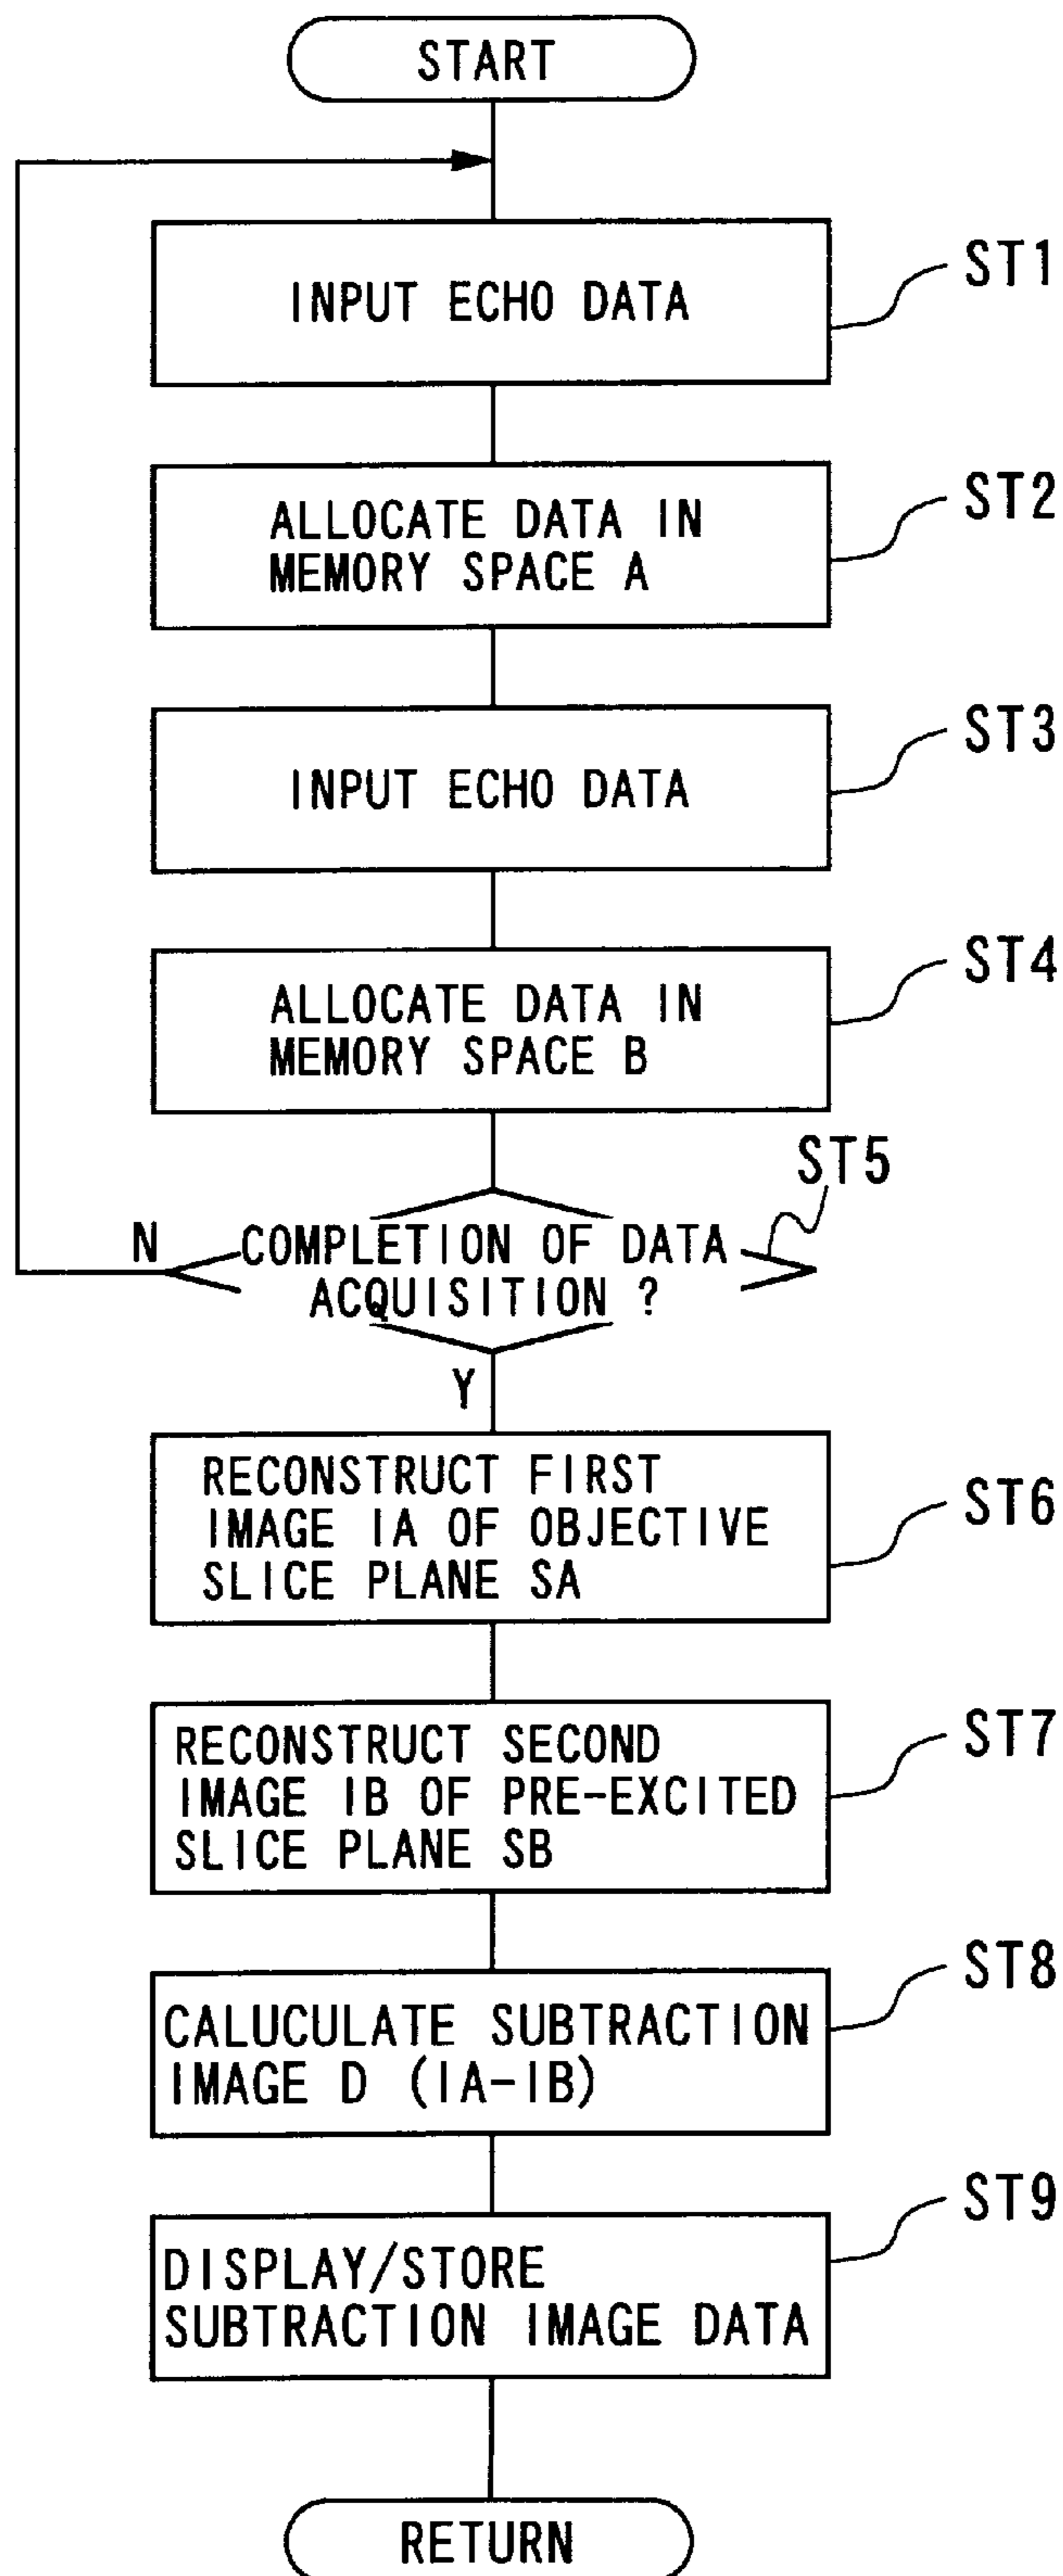 START
INPUT ECHO DATA
ST1
ALLOCATE DATA IN
MEMORY SPACE A
ST2
INPUT ECHO DATA
ST3
ALLOCATE DATA IN
MEMORY SPACE B
ST4
ST5
N
COMPLETION OF DATA
ACQUISITION ?
Y
RECONSTRUCT FIRST
IMAGE IA OF OBJECTIVE
SLICE PLANE SA
ST6
RECONSTRUCT SECOND
IMAGE IB OF PRE-EXCITED
SLICE PLANE SB
ST7
CALUCULATE SUBTRACTION
IMAGE D (IA-IB)
ST8
DISPLAY/STORE
SUBTRACTION IMAGE DATA
ST9
RETURN